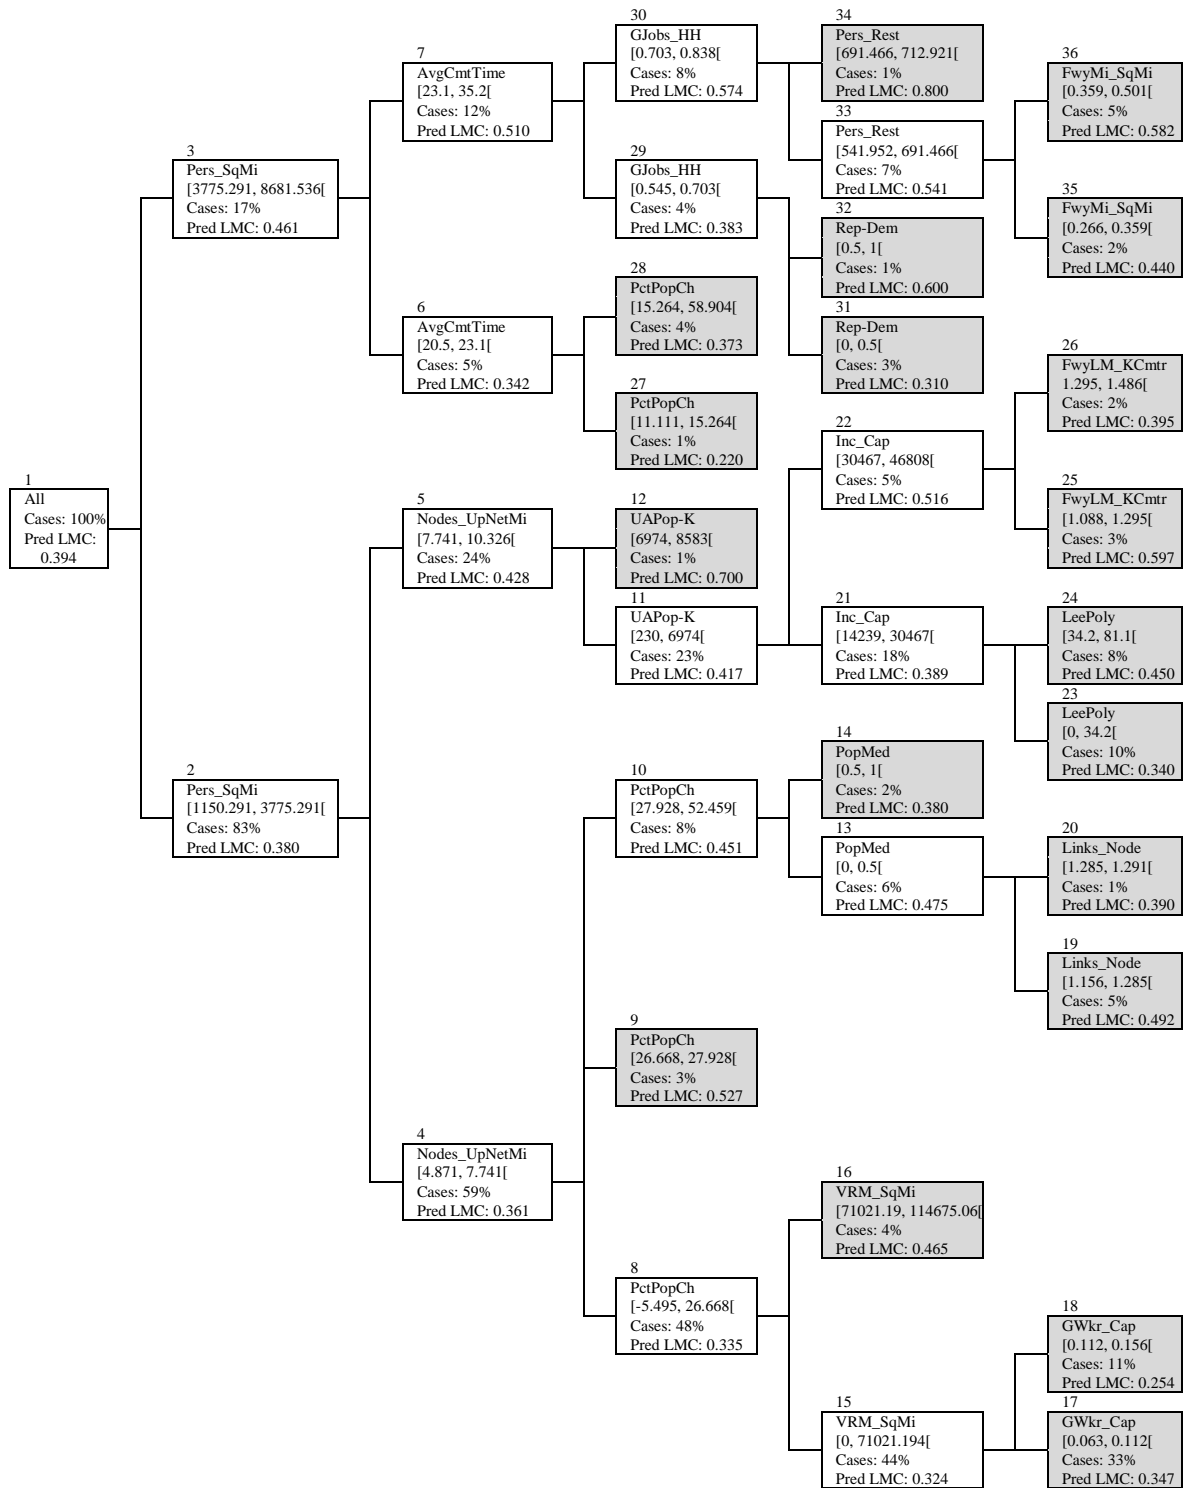 30
GJobs_HH
[0.703, 0.838[
Cases: 8%
Pred LMC: 0.574
34
Pers_Rest
[691.466, 712.921[
Cases: 1%
Pred LMC: 0.800
7
AvgCmtTime
[23.1, 35.2[
Cases: 12%
Pred LMC: 0.510
36
FwyMi_SqMi
[0.359, 0.501[
Cases: 5%
Pred LMC: 0.582
33
Pers_Rest
[541.952, 691.466[
Cases: 7%
Pred LMC: 0.541
3
Pers_SqMi
[3775.291, 8681.536[
Cases: 17%
Pred LMC: 0.461
29
GJobs_HH
[0.545, 0.703[
Cases: 4%
Pred LMC: 0.383
35
FwyMi_SqMi
[0.266, 0.359[
Cases: 2%
Pred LMC: 0.440
32
Rep-Dem
[0.5, 1[
Cases: 1%
Pred LMC: 0.600
28
PctPopCh
[15.264, 58.904[
Cases: 4%
Pred LMC: 0.373
6
AvgCmtTime
[20.5, 23.1[
Cases: 5%
Pred LMC: 0.342
31
Rep-Dem
[0, 0.5[
Cases: 3%
Pred LMC: 0.310
26
FwyLM_KCmtr
1.295, 1.486[
Cases: 2%
Pred LMC: 0.395
27
PctPopCh
[11.111, 15.264[
Cases: 1%
Pred LMC: 0.220
22
Inc_Cap
[30467, 46808[
Cases: 5%
Pred LMC: 0.516
1
All
Cases: 100%
Pred LMC:
0.394
25
FwyLM_KCmtr
[1.088, 1.295[
Cases: 3%
Pred LMC: 0.597
5
Nodes_UpNetMi
[7.741, 10.326[
Cases: 24%
Pred LMC: 0.428
12
UAPop-K
[6974, 8583[
Cases: 1%
Pred LMC: 0.700
11
UAPop-K
[230, 6974[
Cases: 23%
Pred LMC: 0.417
21
Inc_Cap
[14239, 30467[
Cases: 18%
Pred LMC: 0.389
24
LeePoly
[34.2, 81.1[
Cases: 8%
Pred LMC: 0.450
23
LeePoly
[0, 34.2[
Cases: 10%
Pred LMC: 0.340
14
PopMed
[0.5, 1[
Cases: 2%
Pred LMC: 0.380
2
Pers_SqMi
[1150.291, 3775.291[
Cases: 83%
Pred LMC: 0.380
10
PctPopCh
[27.928, 52.459[
Cases: 8%
Pred LMC: 0.451
13
PopMed
[0, 0.5[
Cases: 6%
Pred LMC: 0.475
20
Links_Node
[1.285, 1.291[
Cases: 1%
Pred LMC: 0.390
19
Links_Node
[1.156, 1.285[
Cases: 5%
Pred LMC: 0.492
9
PctPopCh
[26.668, 27.928[
Cases: 3%
Pred LMC: 0.527
4
Nodes_UpNetMi
[4.871, 7.741[
Cases: 59%
Pred LMC: 0.361
16
VRM_SqMi
[71021.19, 114675.06[
Cases: 4%
Pred LMC: 0.465
8
PctPopCh
[-5.495, 26.668[
Cases: 48%
Pred LMC: 0.335
18
GWkr_Cap
[0.112, 0.156[
Cases: 11%
Pred LMC: 0.254
15
VRM_SqMi
[0, 71021.194[
Cases: 44%
Pred LMC: 0.324
17
GWkr_Cap
[0.063, 0.112[
Cases: 33%
Pred LMC: 0.347